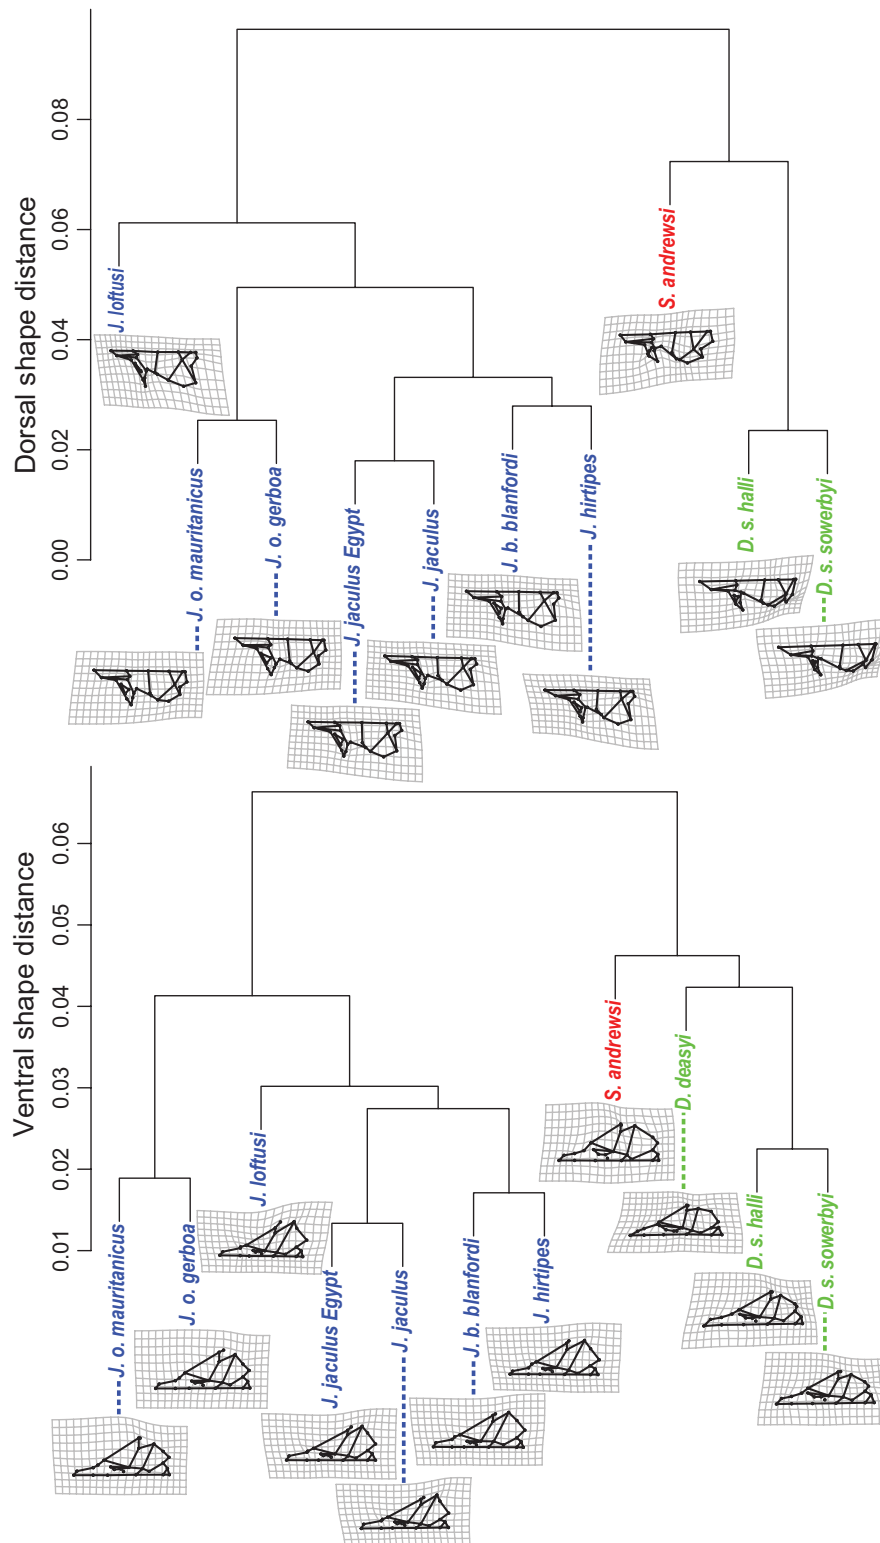 Dorsal shape distance
0.00
0.02
0.04
0.06
0.08
J. loftusi
J. o. mauritanicus
J. o. gerboa
J. jaculus Egypt
J. jaculus
J. b. blanfordi
J. hirtipes
S. andrewsi
D. s. halli
D. s. sowerbyi
Ventral shape distance
0.01
0.02
0.03
0.04
0.05
0.06
J. o. mauritanicus
J. o. gerboa
J. loftusi
J. jaculus Egypt
J. jaculus
J. b. blanfordi
J. hirtipes
S. andrewsi
D. deasyi
D. s. halli
D. s. sowerbyi